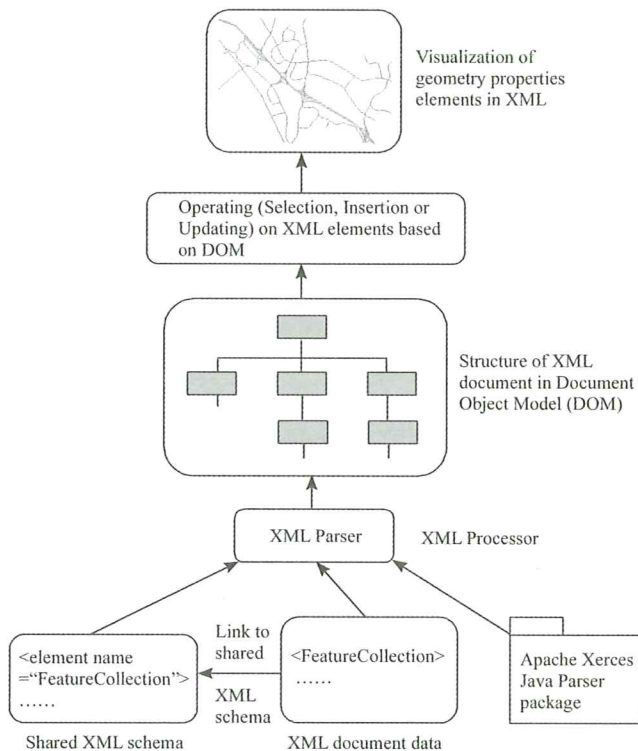 Visualization of
geometry properties
elements in XML
Operating (Selection, Insertion or
Updating) on XML elements based
on DOM
Structure of XML
document in Document
Object Model (DOM)
XML Parser
XML Processor
<element name
=“FeatureCollection”>
......
Link to
shared
XML
schema
<FeatureCollection>
......
Apache Xerces
Java Parser
package
Shared XML schema
XML document data